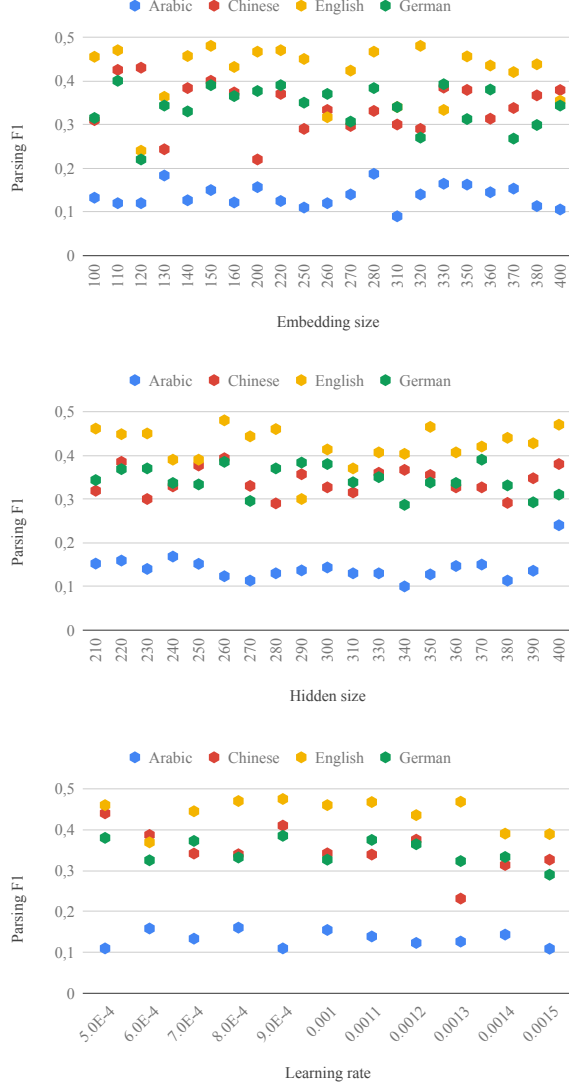 Arabic Chinese English German
0,5
0,4
0,3
0,2
0,1
0
Parsing F1
100 110 120 130 140 150 160 200 220 250 260 270 280 310 320 330 350 360 370 380 400
Embedding size
Arabic Chinese English German
0,5
0,4
0,3
0,2
0,1
0
Parsing F1
210 220 230 240 250 260 270 280 290 300 310 330 340 350 360 370 380 390 400
Hidden size
Arabic Chinese English German
0,5
0,4
0,3
0,2
0,1
0
Parsing F1
5.0E-4 6.0E-4 7.0E-4 8.0E-4 9.0E-4 0.001 0.0011 0.0012 0.0013 0.0014 0.0015
Learning rate